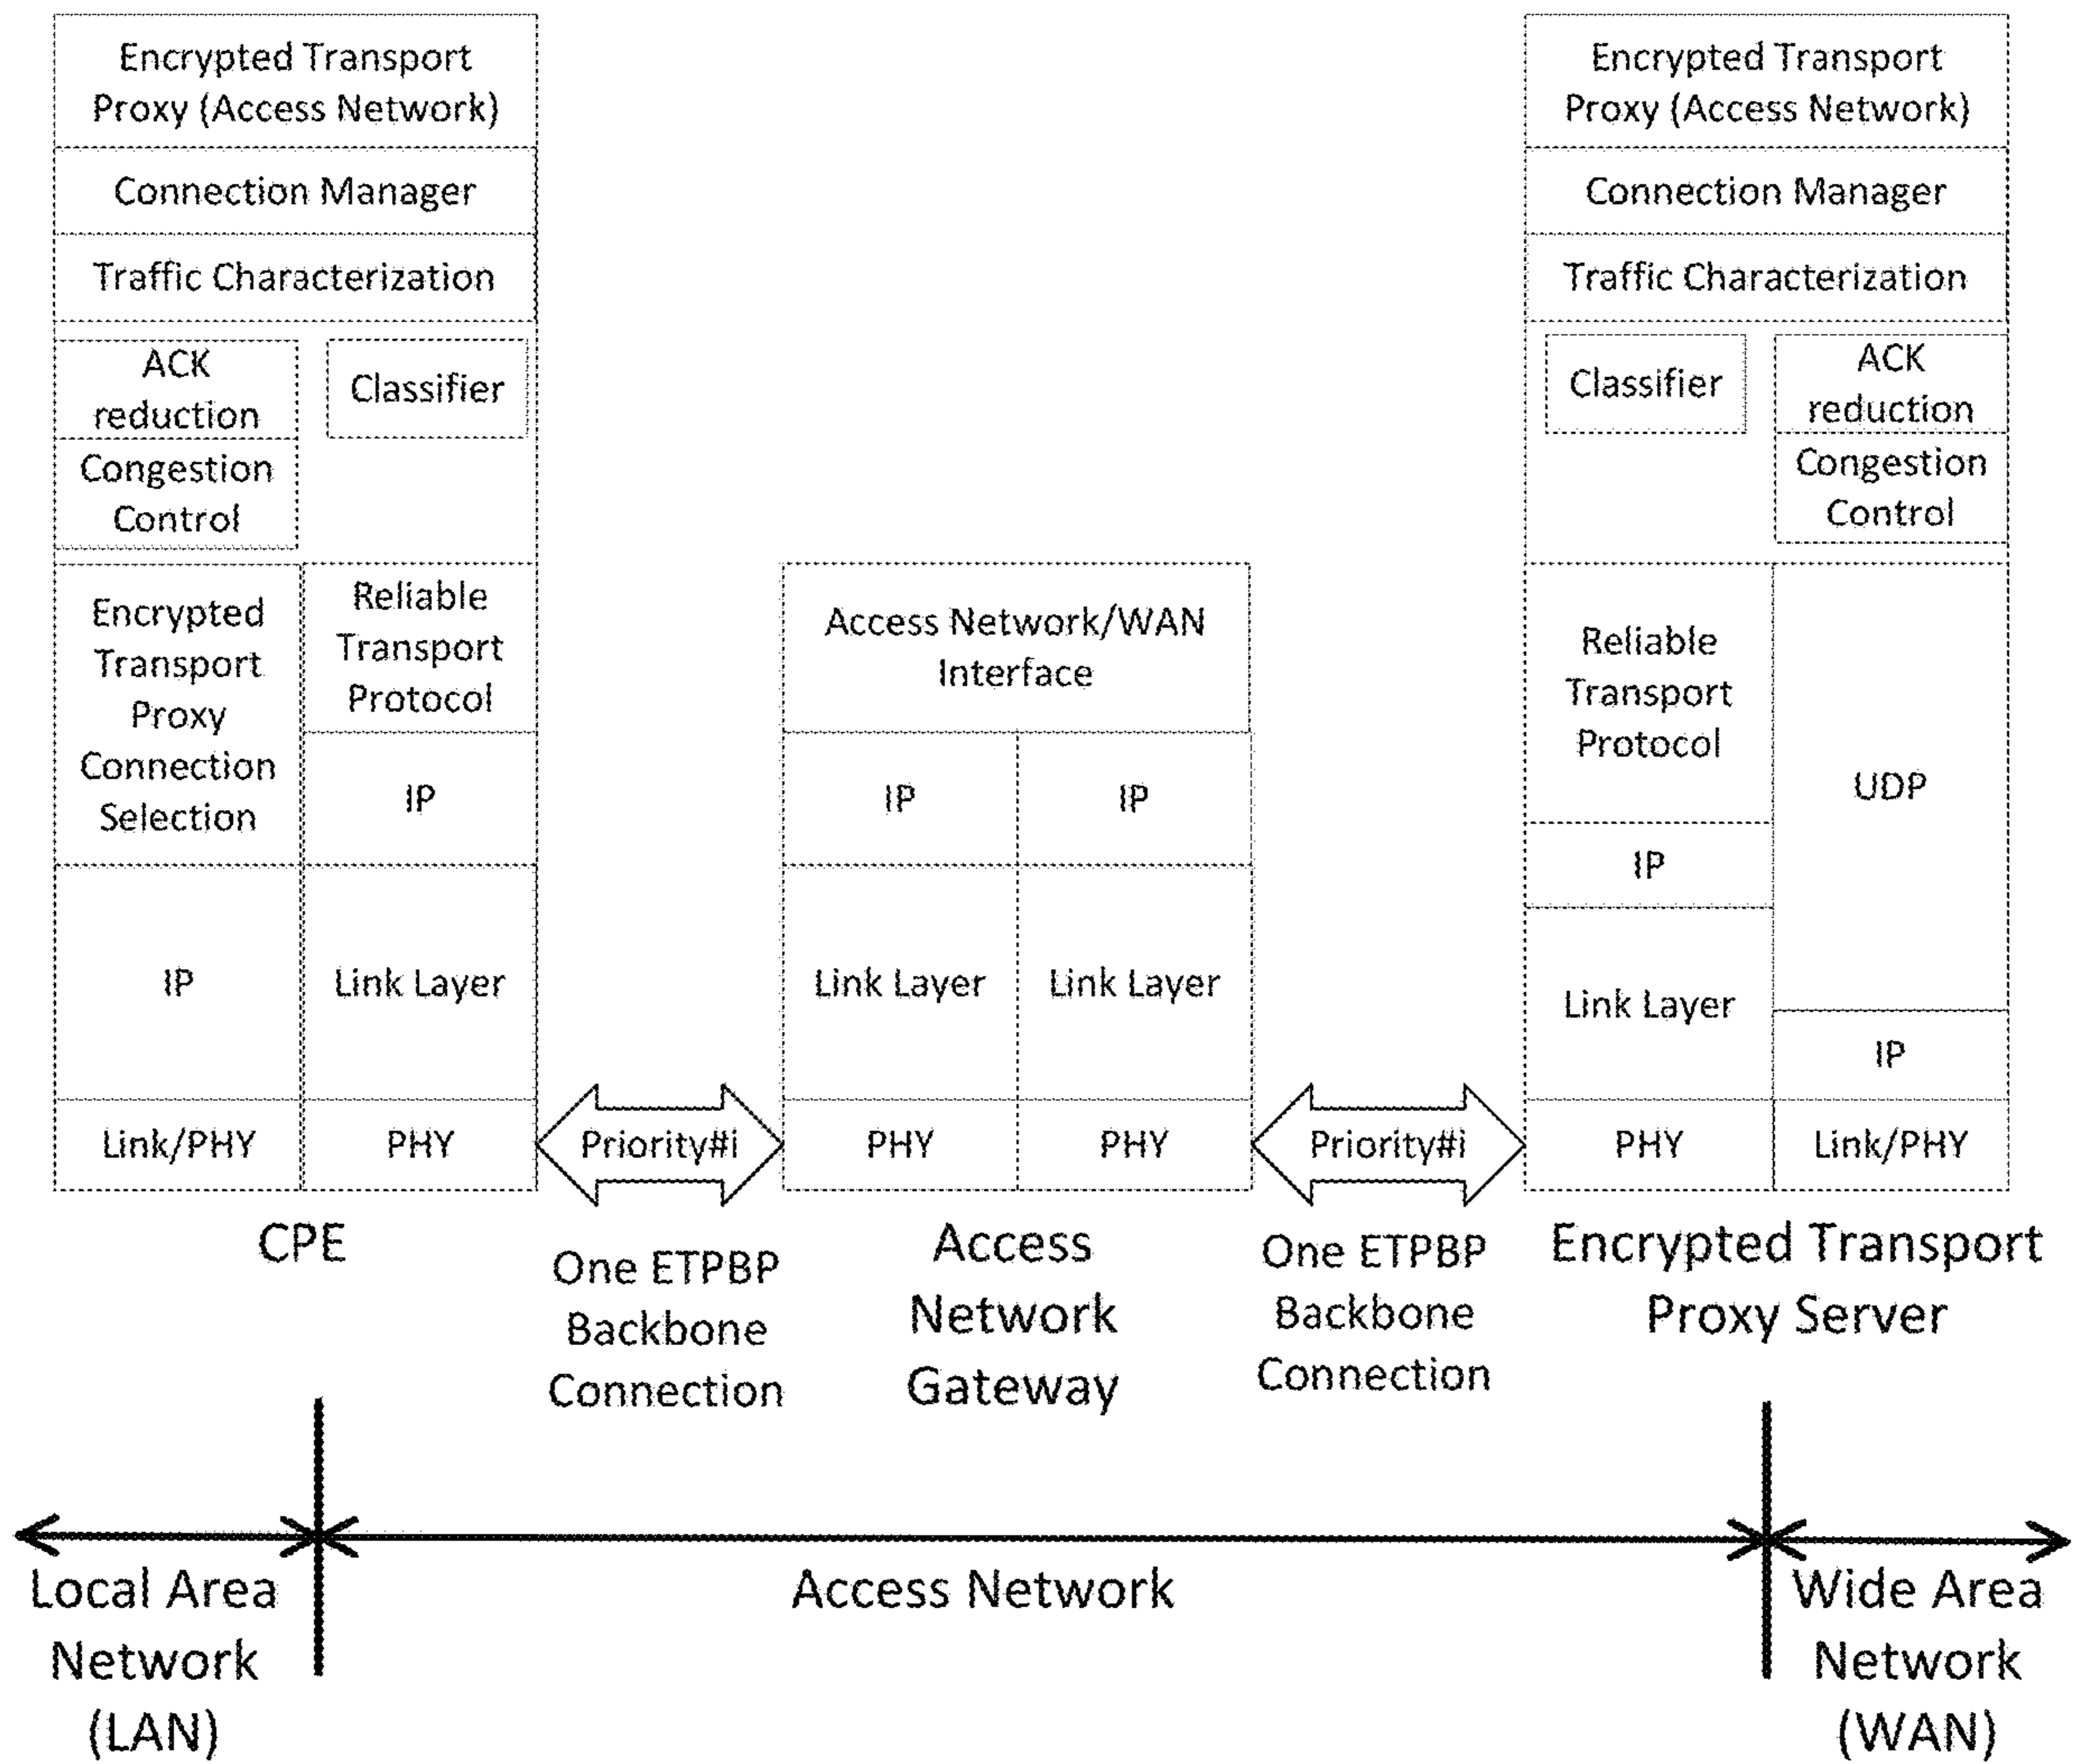 Encrypted Transport
Proxy (Access Network)
Connection Manager
Traffic Characterization
ACK
reduction
Classifier
Congestion
Control
Encrypted
Transport
Proxy
Connection
Selection
Reliable
Transport
Protocol
IP
IP
Link Layer
Link/PHY
PHY
CPE
Priority#i
One ETPBP
Backbone
Connection
Access Network/WAN
Interface
IP
IP
Link Layer
Link Layer
PHY
PHY
Access
Network
Gateway
Priority#i
One ETPBP
Backbone
Connection
Encrypted Transport
Proxy (Access Network)
Connection Manager
Traffic Characterization
Classifier
ACK
reduction
Congestion
Control
Reliable
Transport
Protocol
UDP
IP
Link Layer
IP
PHY
Link/PHY
Encrypted Transport
Proxy Server
Local Area
Network
(LAN)
Access Network
Wide Area
Network
(WAN)